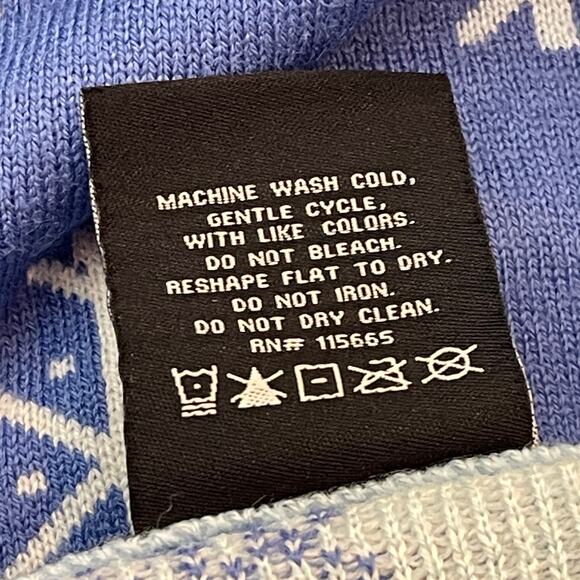 MACHINE WASH COLD,
GENTLE CYCLE,
WITH LIKE COLORS.
DO NOT BLEACH.
RESHAPE FLAT TO DRY.
DO NOT IRON.
DO NOT DRY CLEAN.
RN# 115665